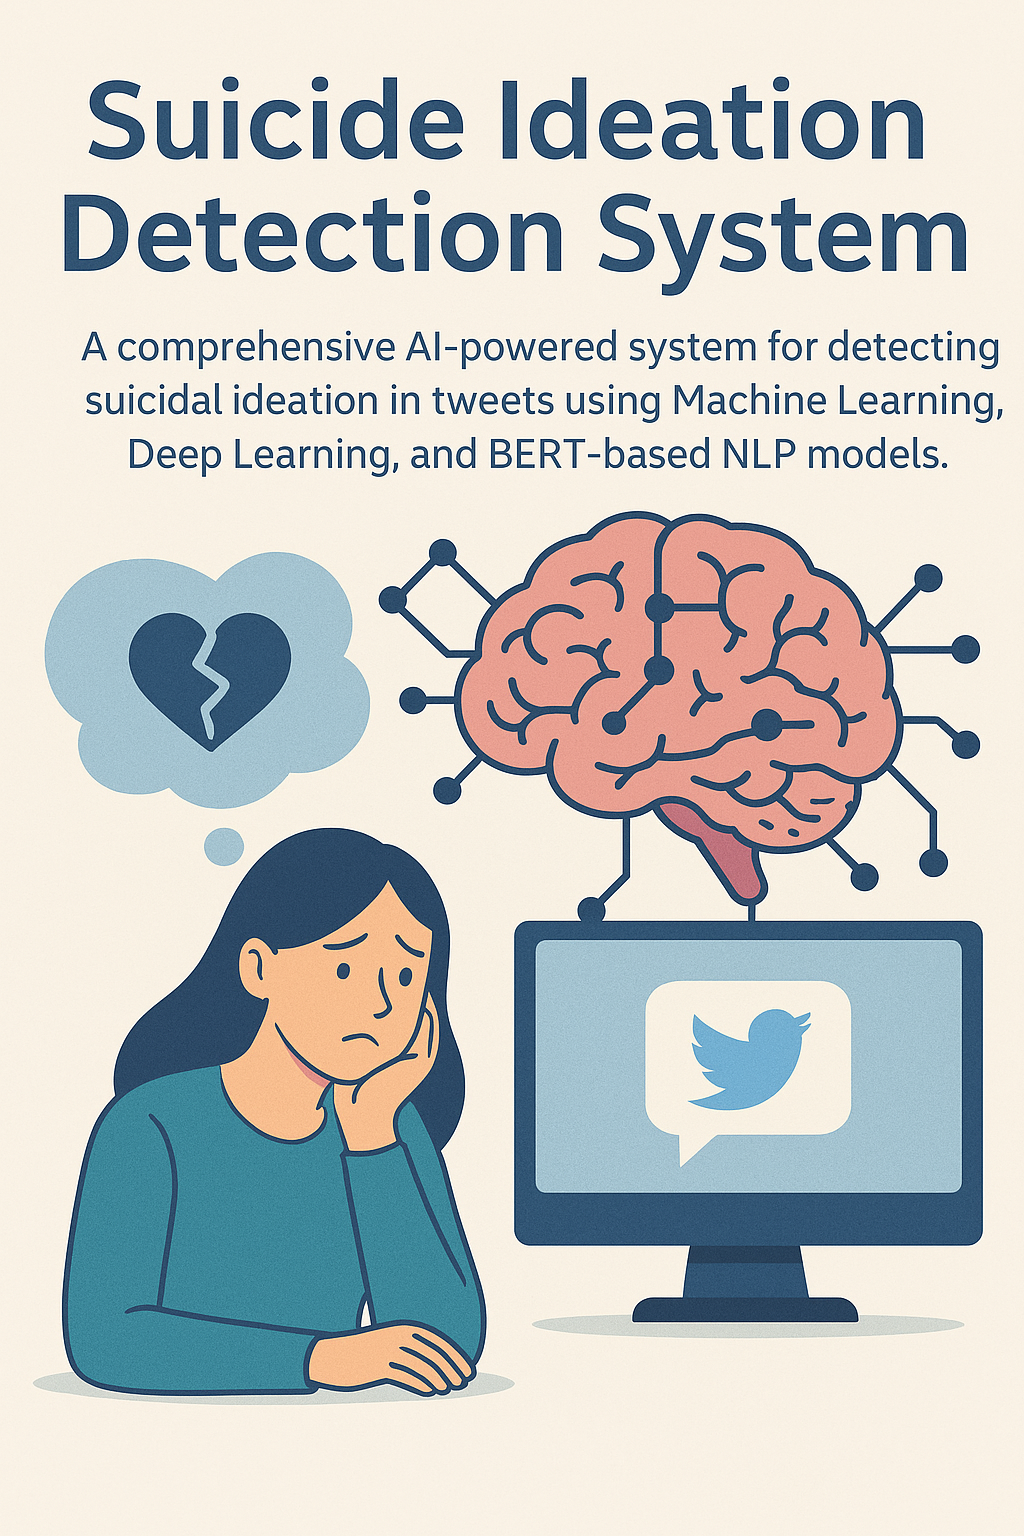 Suicide Ideation
Detection System
A comprehensive AI-powered system for detecting
suicidal ideation in tweets using Machine Learning,
Deep Learning, and BERT-based NLP models.